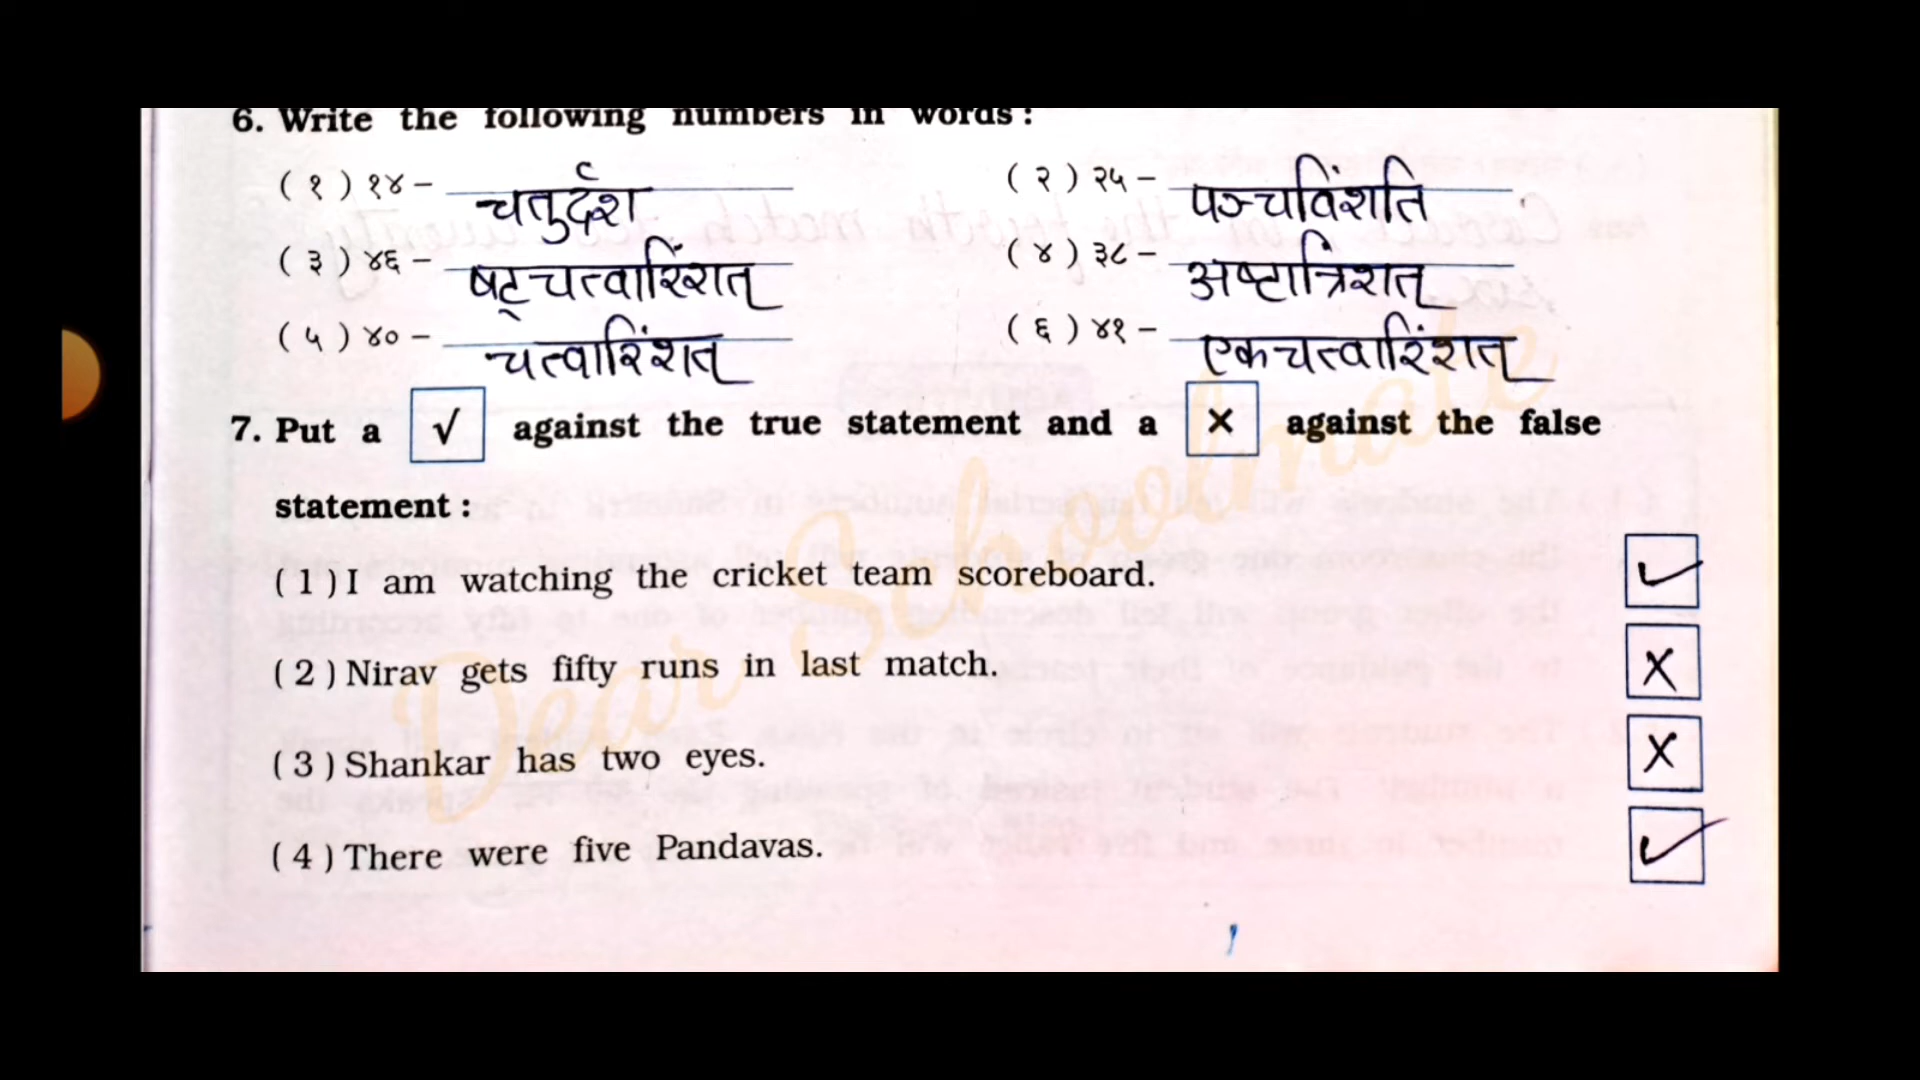 6. Write the following numbers in words :
( १ ) १४ – चतुर्दश ( २ ) २५ – पञ्चविंशति
( ३ ) ४६ – षट्चत्वारिंशत् ( ४ ) ३८ – अष्टात्रिंशत्
( ५ ) ४० – चत्वारिंशत् ( ६ ) ४१ – एकचत्वारिंशत्
7. Put a √ against the true statement and a × against the false
statement :
( 1 ) I am watching the cricket team scoreboard. ✓
( 2 ) Nirav gets fifty runs in last match. X
( 3 ) Shankar has two eyes. X
( 4 ) There were five Pandavas. ✓
Dear Schoolmate